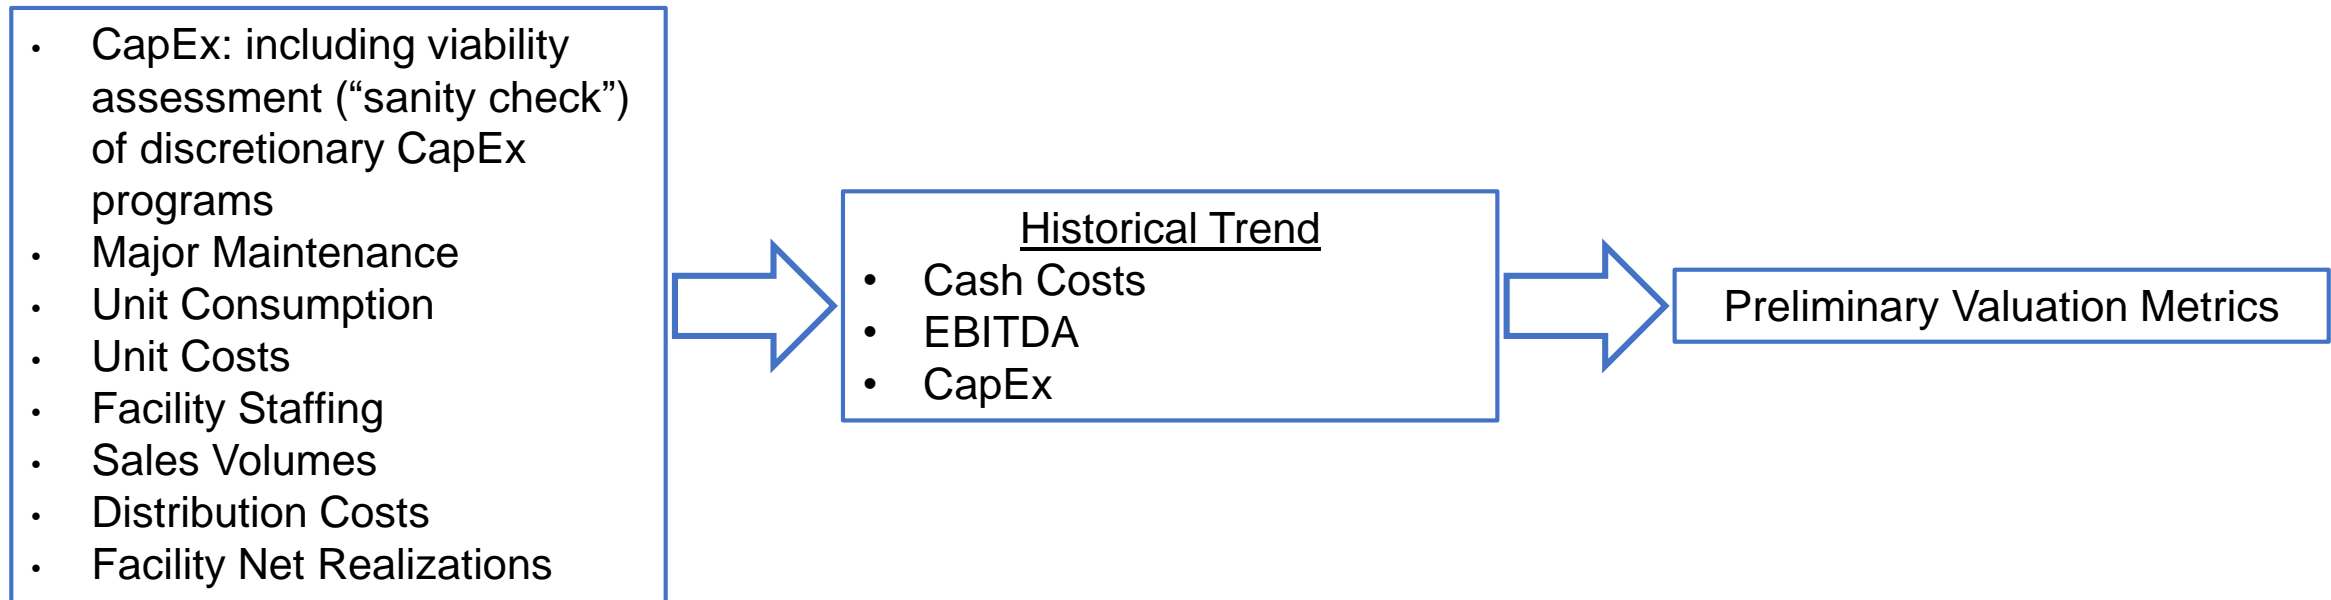 • CapEx: including viability
assessment (“sanity check”)
of discretionary CapEx
programs
• Major Maintenance
• Unit Consumption
• Unit Costs
• Facility Staffing
• Sales Volumes
• Distribution Costs
• Facility Net Realizations
Historical Trend
• Cash Costs
• EBITDA
• CapEx
Preliminary Valuation Metrics